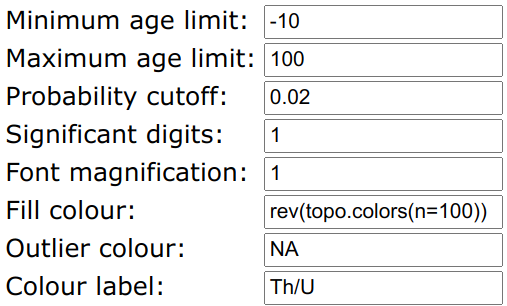 Minimum age limit: -10
Maximum age limit: 100
Probability cutoff: 0.02
Significant digits: 1
Font magnification: 1
Fill colour: rev(topo.colors(n=100))
Outlier colour: NA
Colour label: Th/U